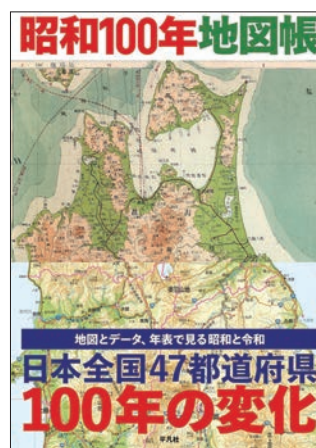 昭和100年地図帳
地図とデータ、年表で見る昭和と令和
日本全国47都道府県
100年の変化
平凡社